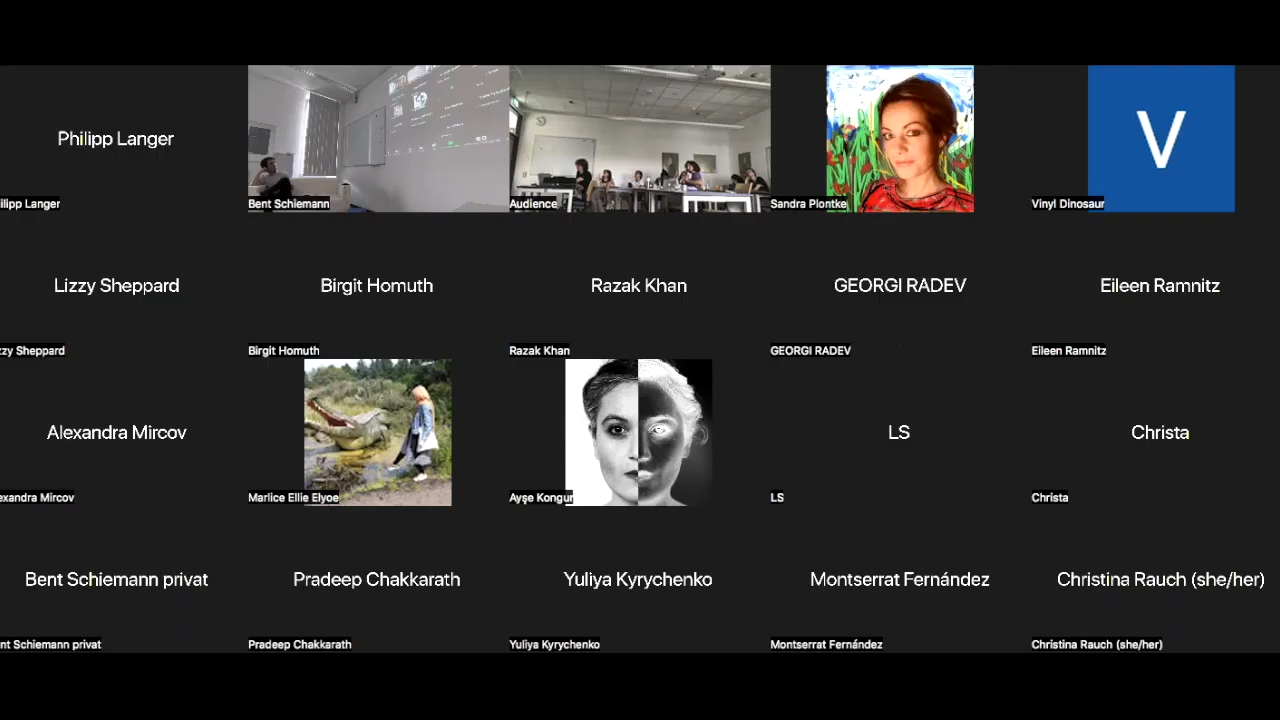 Philipp Langer
V
ilipp Langer
Bent Schiemann
Audience
Sandra Plontke
Vinyl Dinosaur
Lizzy Sheppard
Birgit Homuth
Razak Khan
GEORGI RADEV
Eileen Ramnitz
zy Sheppard
Birgit Homuth
Razak Khan
GEORGI RADEV
Eileen Ramnitz
Alexandra Mircov
LS
Christa
exandra Mircov
Marlice Ellie Elyoe
Ayşe Kongur
LS
Christa
Bent Schiemann privat
Pradeep Chakkarath
Yuliya Kyrychenko
Montserrat Fernández
Christina Rauch (she/her)
nt Schiemann privat
Pradeep Chakkarath
Yuliya Kyrychenko
Montserrat Fernández
Christina Rauch (she/her)